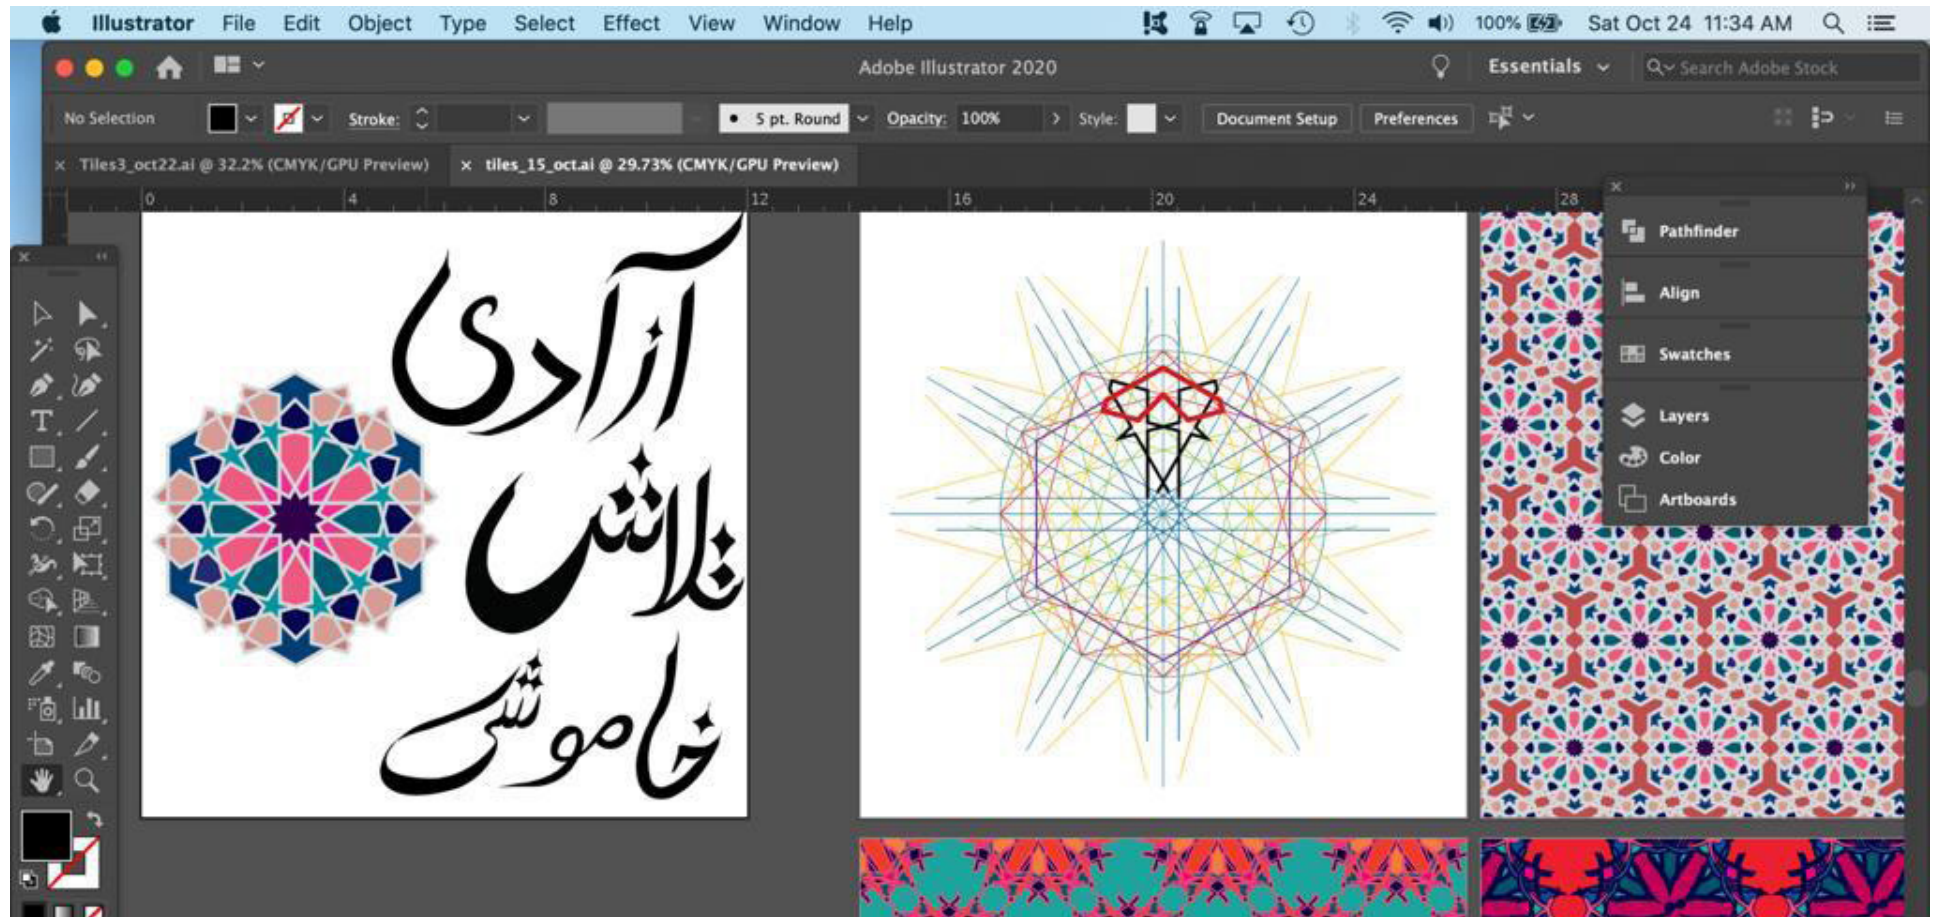 Illustrator File Edit Object Type Select Effect View Window Help 100% Sat Oct 24 11:34 AM
Adobe Illustrator 2020 Essentials Search Adobe Stock
No Selection Stroke: 5 pt. Round Opacity: 100% Style: Document Setup Preferences
Tiles3_oct22.ai @ 32.2% (CMYK/GPU Preview) tiles_15_oct.ai @ 29.73% (CMYK/GPU Preview)
0 4 8 12 16 20 24 28
Pathfinder
Align
Swatches
Layers
Color
Artboards
آزادی
تلاش
خاموشی